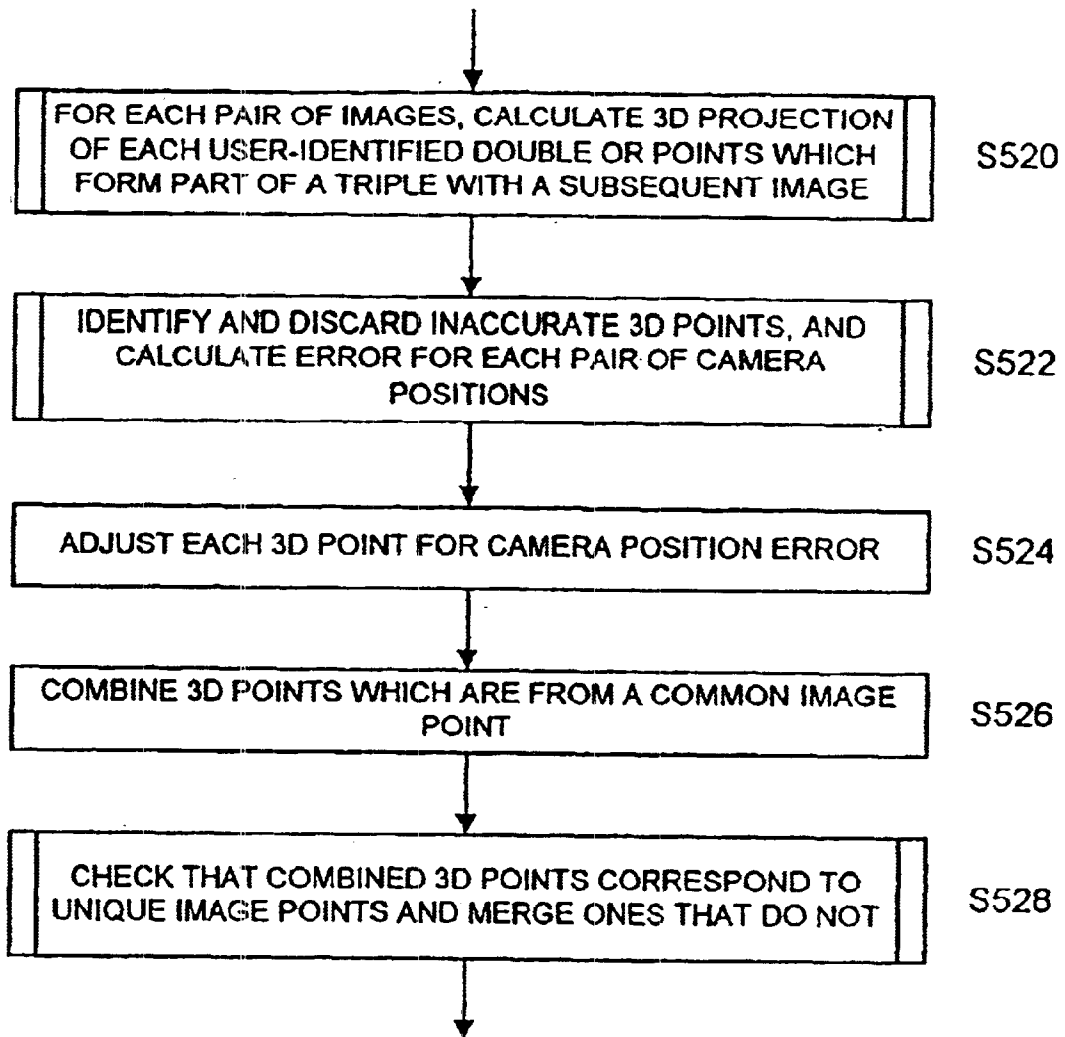 FOR EACH PAIR OF IMAGES, CALCULATE 3D PROJECTION
OF EACH USER-IDENTIFIED DOUBLE OR POINTS WHICH
FORM PART OF A TRIPLE WITH A SUBSEQUENT IMAGE
S520
IDENTIFY AND DISCARD INACCURATE 3D POINTS, AND
CALCULATE ERROR FOR EACH PAIR OF CAMERA
POSITIONS
S522
ADJUST EACH 3D POINT FOR CAMERA POSITION ERROR
S524
COMBINE 3D POINTS WHICH ARE FROM A COMMON IMAGE
POINT
S526
CHECK THAT COMBINED 3D POINTS CORRESPOND TO
UNIQUE IMAGE POINTS AND MERGE ONES THAT DO NOT
S528